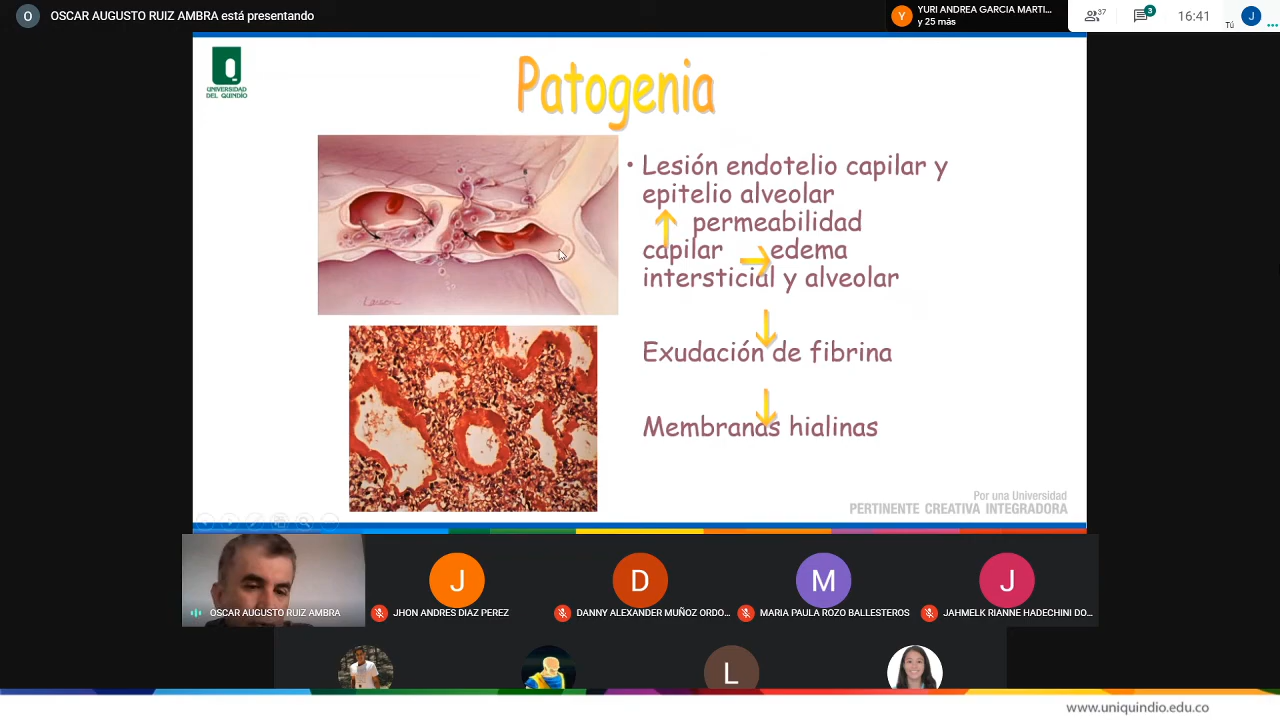 O OSCAR AUGUSTO RUIZ AMBRA está presentando
Y YURI ANDREA GARCIA MARTI...
y 25 más
37
3
16:41
Tú
J
UNIVERSIDAD
DEL QUINDÍO
Patogenia
• Lesión endotelio capilar y
epitelio alveolar
↑ permeabilidad
capilar → edema
intersticial y alveolar
↓
Exudación de fibrina
↓
Membranas hialinas
Por una Universidad
PERTINENTE CREATIVA INTEGRADORA
J
D
M
J
OSCAR AUGUSTO RUIZ AMBRA
JHON ANDRES DIAZ PEREZ
DANNY ALEXANDER MUÑOZ ORDO...
MARIA PAULA ROZO BALLESTEROS
JAHMELK RIANNE HADECHINI DO...
L
www.uniquindio.edu.co